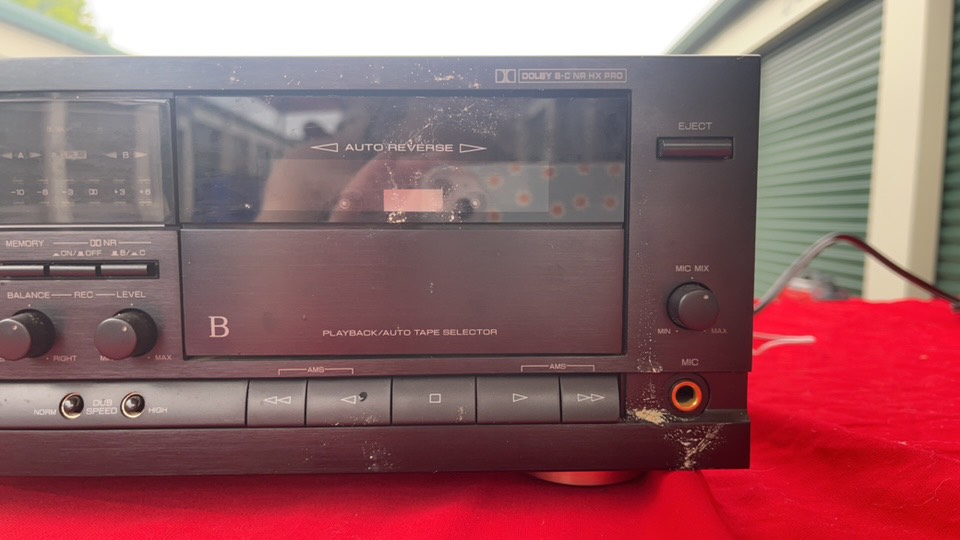 DOLBY B-C NR HX PRO
EJECT
AUTO REVERSE
A B
-10 -6 -3 +3 +6
MEMORY NR
ON/ OFF B/ C
BALANCE REC LEVEL
RIGHT MAX
B
PLAYBACK/AUTO TAPE SELECTOR
MIC MIX
MIN MAX
MIC
AMS AMS
NORM DUB SPEED HIGH